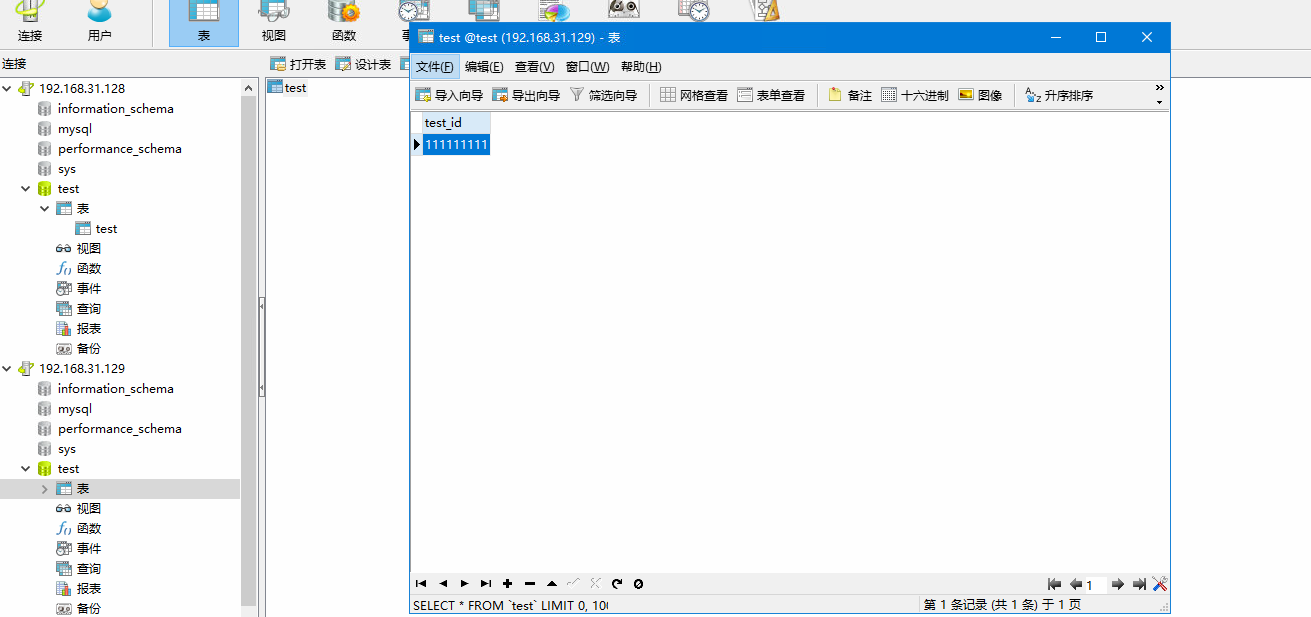 连接 用户 表 视图 函数
连接
打开表 设计表
192.168.31.128
information_schema
mysql
performance_schema
sys
test
表
test
视图
函数
事件
查询
报表
备份
192.168.31.129
information_schema
mysql
performance_schema
sys
test
表
视图
函数
事件
查询
报表
备份
test
test @test (192.168.31.129) - 表
文件(F) 编辑(E) 查看(V) 窗口(W) 帮助(H)
导入向导 导出向导 筛选向导 网格查看 表单查看 备注 十六进制 图像 升序排序
test_id
111111111
1
SELECT * FROM `test` LIMIT 0, 10
第 1 条记录 (共 1 条) 于 1 页